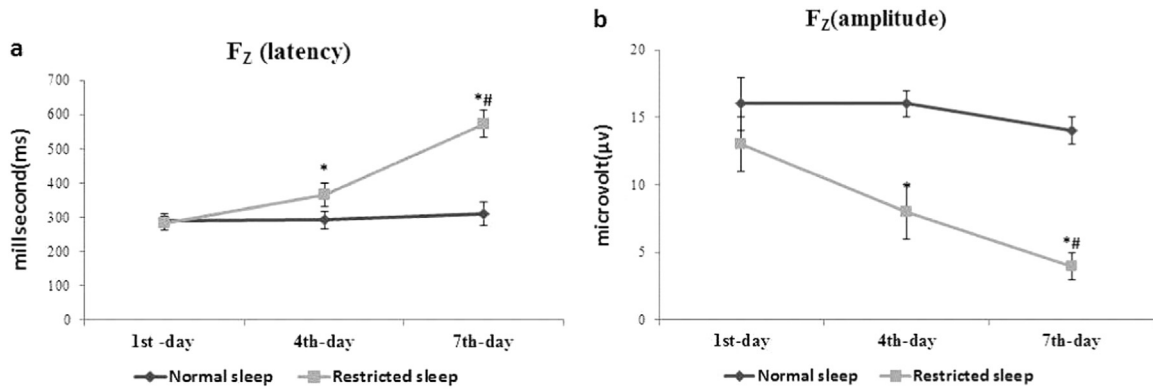 a
F_Z (latency)
millsecond(ms)
700
600
500
400
300
200
100
0
*
*#
1st -day 4th-day 7th-day
Normal sleep Restricted sleep
b
F_Z(amplitude)
microvolt(μv)
20
15
10
5
0
*
*#
1st-day 4th-day 7th-day
Normal sleep Restricted sleep